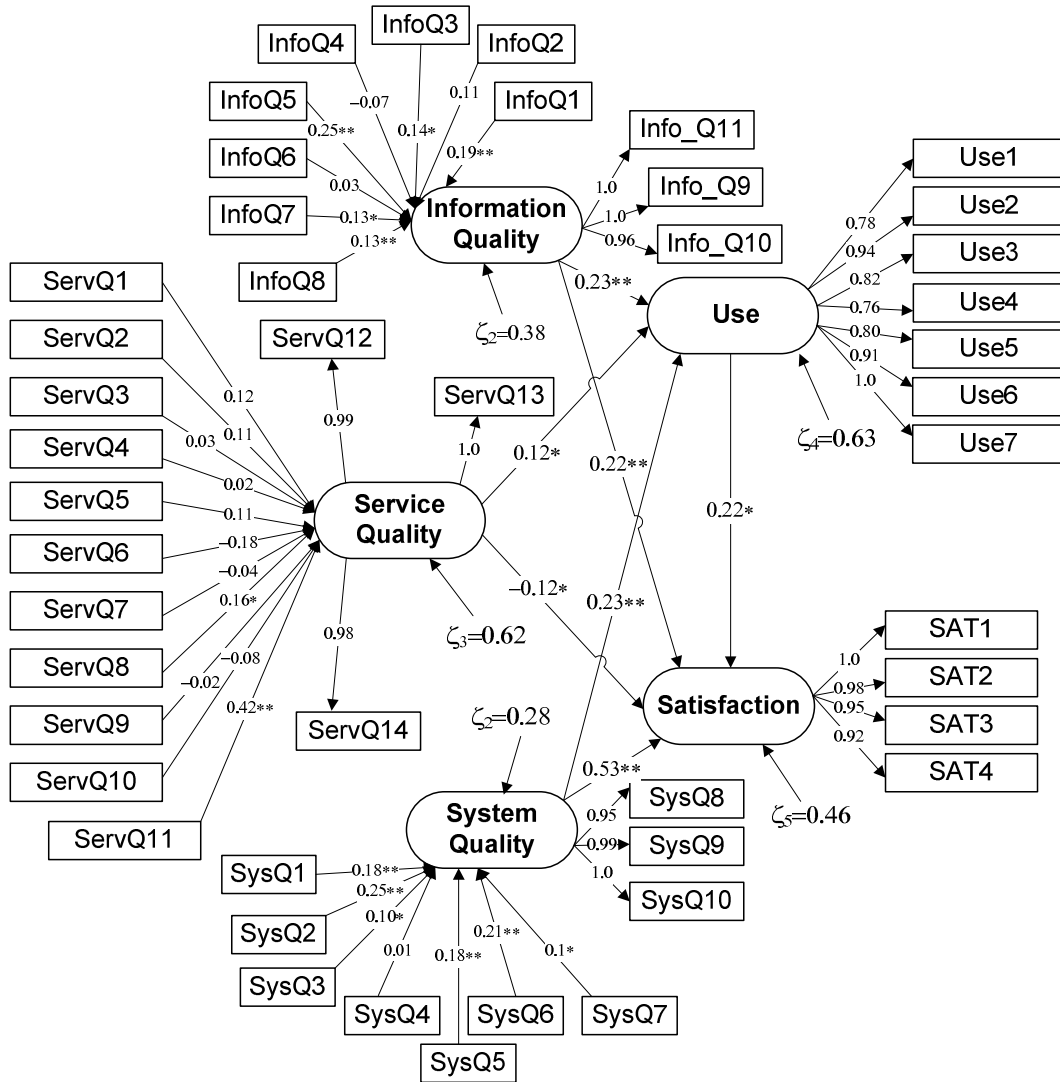 InfoQ3
InfoQ4
InfoQ2
InfoQ5
InfoQ1
InfoQ6
InfoQ7
InfoQ8
−0.07
0.11
0.25**
0.14*
0.19**
0.03
0.13*
0.13**
Information
Quality
Info_Q11
Info_Q9
Info_Q10
1.0
1.0
0.96
ζ2=0.38
0.23**
0.22**
Use
Use1
Use2
Use3
Use4
Use5
Use6
Use7
0.78
0.94
0.82
0.76
0.80
0.91
1.0
ζ4=0.63
0.22*
ServQ1
ServQ2
ServQ3
ServQ4
ServQ5
ServQ6
ServQ7
ServQ8
ServQ9
ServQ10
ServQ11
0.12
0.11
0.03
0.02
0.11
−0.18
−0.04
0.16*
−0.02
−0.08
0.42**
ServQ12
ServQ13
ServQ14
0.99
1.0
0.98
Service
Quality
ζ3=0.62
0.12*
−0.12*
0.23**
Satisfaction
SAT1
SAT2
SAT3
SAT4
1.0
0.98
0.95
0.92
ζ5=0.46
ζ2=0.28
0.53**
System
Quality
SysQ8
SysQ9
SysQ10
0.95
0.99
1.0
SysQ1
SysQ2
SysQ3
SysQ4
SysQ5
SysQ6
SysQ7
0.18**
0.25**
0.10*
0.01
0.18**
0.21**
0.1*